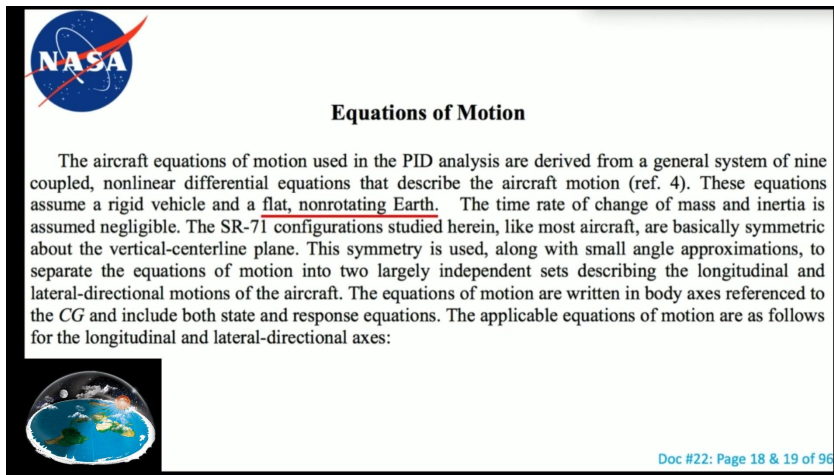 NASA
Equations of Motion
The aircraft equations of motion used in the PID analysis are derived from a general system of nine
coupled, nonlinear differential equations that describe the aircraft motion (ref. 4). These equations
assume a rigid vehicle and a flat, nonrotating Earth. The time rate of change of mass and inertia is
assumed negligible. The SR-71 configurations studied herein, like most aircraft, are basically symmetric
about the vertical-centerline plane. This symmetry is used, along with small angle approximations, to
separate the equations of motion into two largely independent sets describing the longitudinal and
lateral-directional motions of the aircraft. The equations of motion are written in body axes referenced to
the CG and include both state and response equations. The applicable equations of motion are as follows
for the longitudinal and lateral-directional axes:
Doc #22: Page 18 & 19 of 96